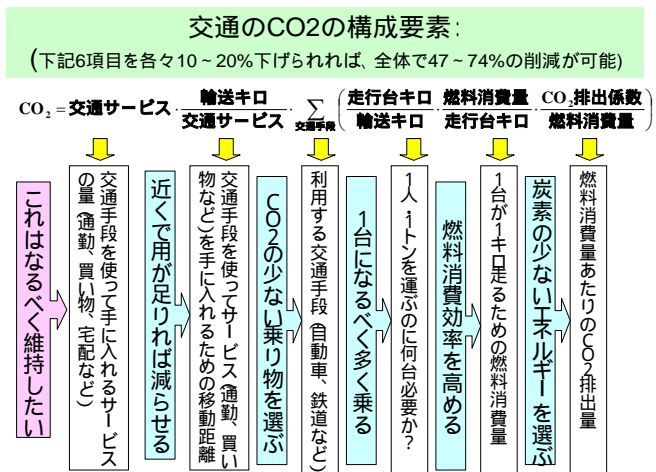 交通のCO2の構成要素:
(下記6項目を各々10~20%下げられれば、全体で47~74%の削減が可能)
CO₂ = 交通サービス · 輸送キロ / 交通サービス · Σ 交通手段 ( 走行台キロ / 輸送キロ · 燃料消費量 / 走行台キロ · CO₂排出係数 / 燃料消費量 )
これはなるべく維持したい
交通手段を使って手に入れるサービス
の量(通勤、買い物、宅配など)
近くで用が足りれば減らせる
交通手段を使ってサービス(通勤、買い
物など)を手に入れるための移動距離
CO2の少ない乗り物を選ぶ
利用する交通手段(自動車、鉄道など)
1台になるべく多く乗る
1人・1トンを運ぶのに何台必要か?
燃料消費効率を高める
1台が1キロ走るための燃料消費量
炭素の少ないエネルギーを選ぶ
燃料消費量あたりのCO2排出量